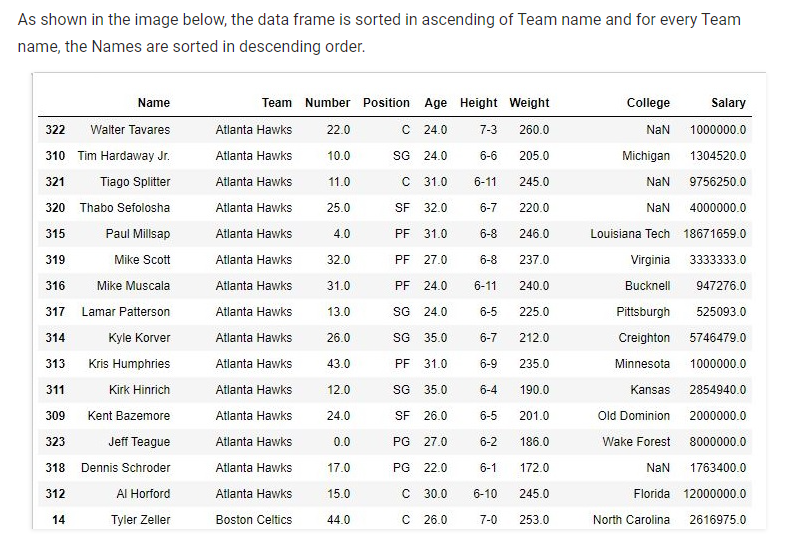 As shown in the image below, the data frame is sorted in ascending of Team name and for every Team
name, the Names are sorted in descending order.
Name Team Number Position Age Height Weight College Salary
322 Walter Tavares Atlanta Hawks 22.0 C 24.0 7-3 260.0 NaN 1000000.0
310 Tim Hardaway Jr. Atlanta Hawks 10.0 SG 24.0 6-6 205.0 Michigan 1304520.0
321 Tiago Splitter Atlanta Hawks 11.0 C 31.0 6-11 245.0 NaN 9756250.0
320 Thabo Sefolosha Atlanta Hawks 25.0 SF 32.0 6-7 220.0 NaN 4000000.0
315 Paul Millsap Atlanta Hawks 4.0 PF 31.0 6-8 246.0 Louisiana Tech 18671659.0
319 Mike Scott Atlanta Hawks 32.0 PF 27.0 6-8 237.0 Virginia 3333333.0
316 Mike Muscala Atlanta Hawks 31.0 PF 24.0 6-11 240.0 Bucknell 947276.0
317 Lamar Patterson Atlanta Hawks 13.0 SG 24.0 6-5 225.0 Pittsburgh 525093.0
314 Kyle Korver Atlanta Hawks 26.0 SG 35.0 6-7 212.0 Creighton 5746479.0
313 Kris Humphries Atlanta Hawks 43.0 PF 31.0 6-9 235.0 Minnesota 1000000.0
311 Kirk Hinrich Atlanta Hawks 12.0 SG 35.0 6-4 190.0 Kansas 2854940.0
309 Kent Bazemore Atlanta Hawks 24.0 SF 26.0 6-5 201.0 Old Dominion 2000000.0
323 Jeff Teague Atlanta Hawks 0.0 PG 27.0 6-2 186.0 Wake Forest 8000000.0
318 Dennis Schroder Atlanta Hawks 17.0 PG 22.0 6-1 172.0 NaN 1763400.0
312 Al Horford Atlanta Hawks 15.0 C 30.0 6-10 245.0 Florida 12000000.0
14 Tyler Zeller Boston Celtics 44.0 C 26.0 7-0 253.0 North Carolina 2616975.0